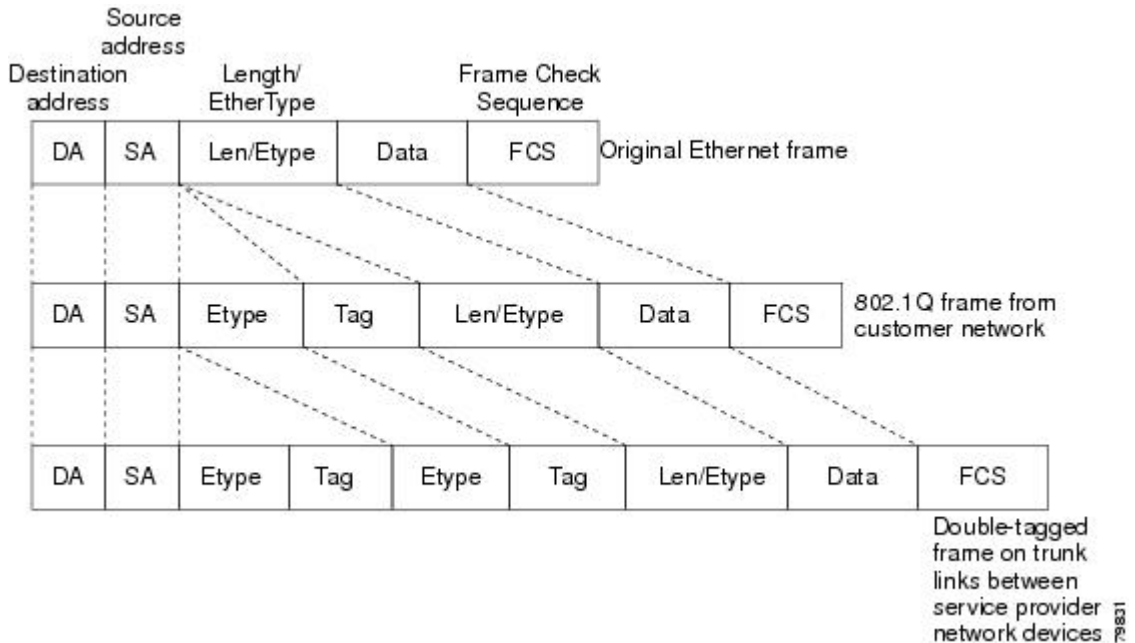 Source
address
Destination
address
Length/
EtherType
Frame Check
Sequence
DA SA Len/Etype Data FCS Original Ethernet frame
DA SA Etype Tag Len/Etype Data FCS
802.1Q frame from
customer network
DA SA Etype Tag Etype Tag Len/Etype Data FCS
Double-tagged
frame on trunk
links between
service provider
network devices
79831